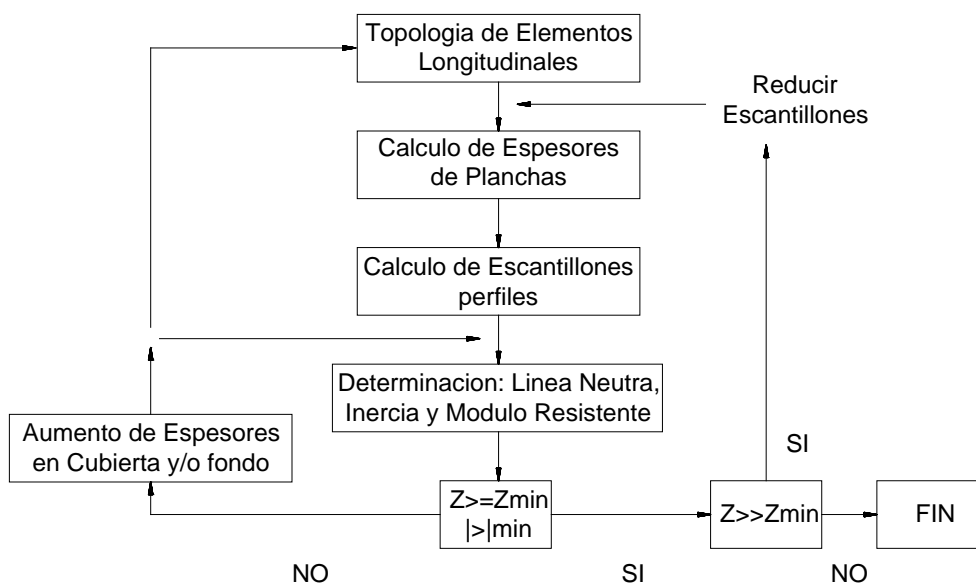 Topologia de Elementos
Longitudinales
Reducir
Escantillones
Calculo de Espesores
de Planchas
Calculo de Escantillones
perfiles
Determinacion: Linea Neutra,
Inercia y Modulo Resistente
Aumento de Espesores
en Cubierta y/o fondo
SI
Z>=Zmin
|>|min
Z>>Zmin
FIN
NO
SI
NO